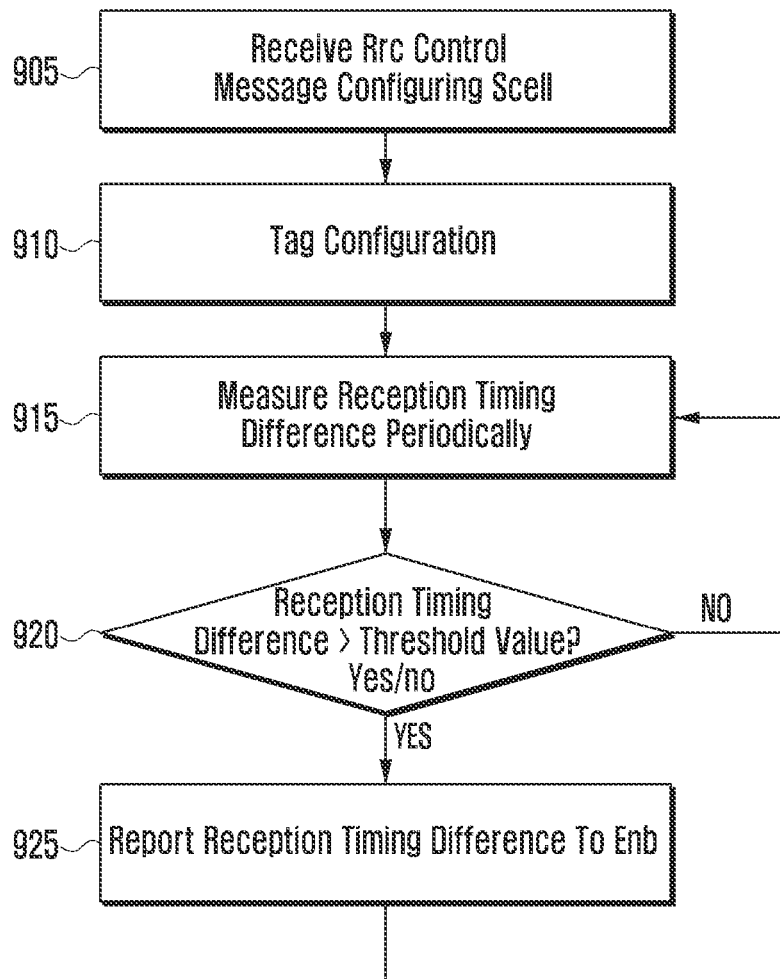 905
Receive Rrc Control
Message Configuring Scell
910
Tag Configuration
915
Measure Reception Timing
Difference Periodically
920
Reception Timing
Difference > Threshold Value?
Yes/no
NO
YES
925
Report Reception Timing Difference To Enb